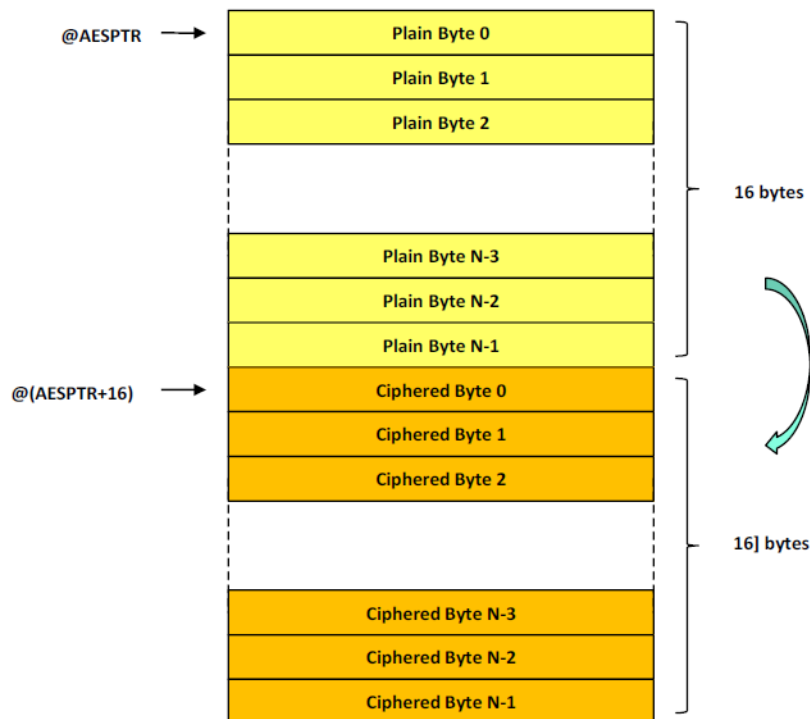 @AESPTR
Plain Byte 0
Plain Byte 1
Plain Byte 2
16 bytes
Plain Byte N-3
Plain Byte N-2
Plain Byte N-1
@(AESPTR+16)
Ciphered Byte 0
Ciphered Byte 1
Ciphered Byte 2
16] bytes
Ciphered Byte N-3
Ciphered Byte N-2
Ciphered Byte N-1